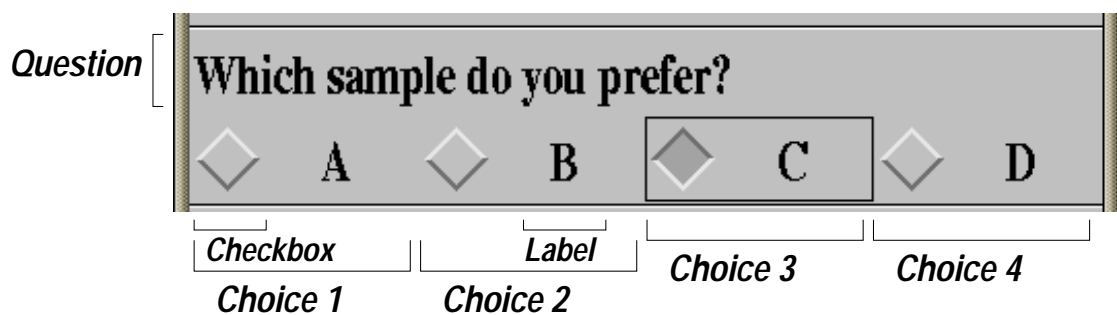 Question
Which sample do you prefer?
A B C D
Checkbox Label
Choice 1 Choice 2 Choice 3 Choice 4